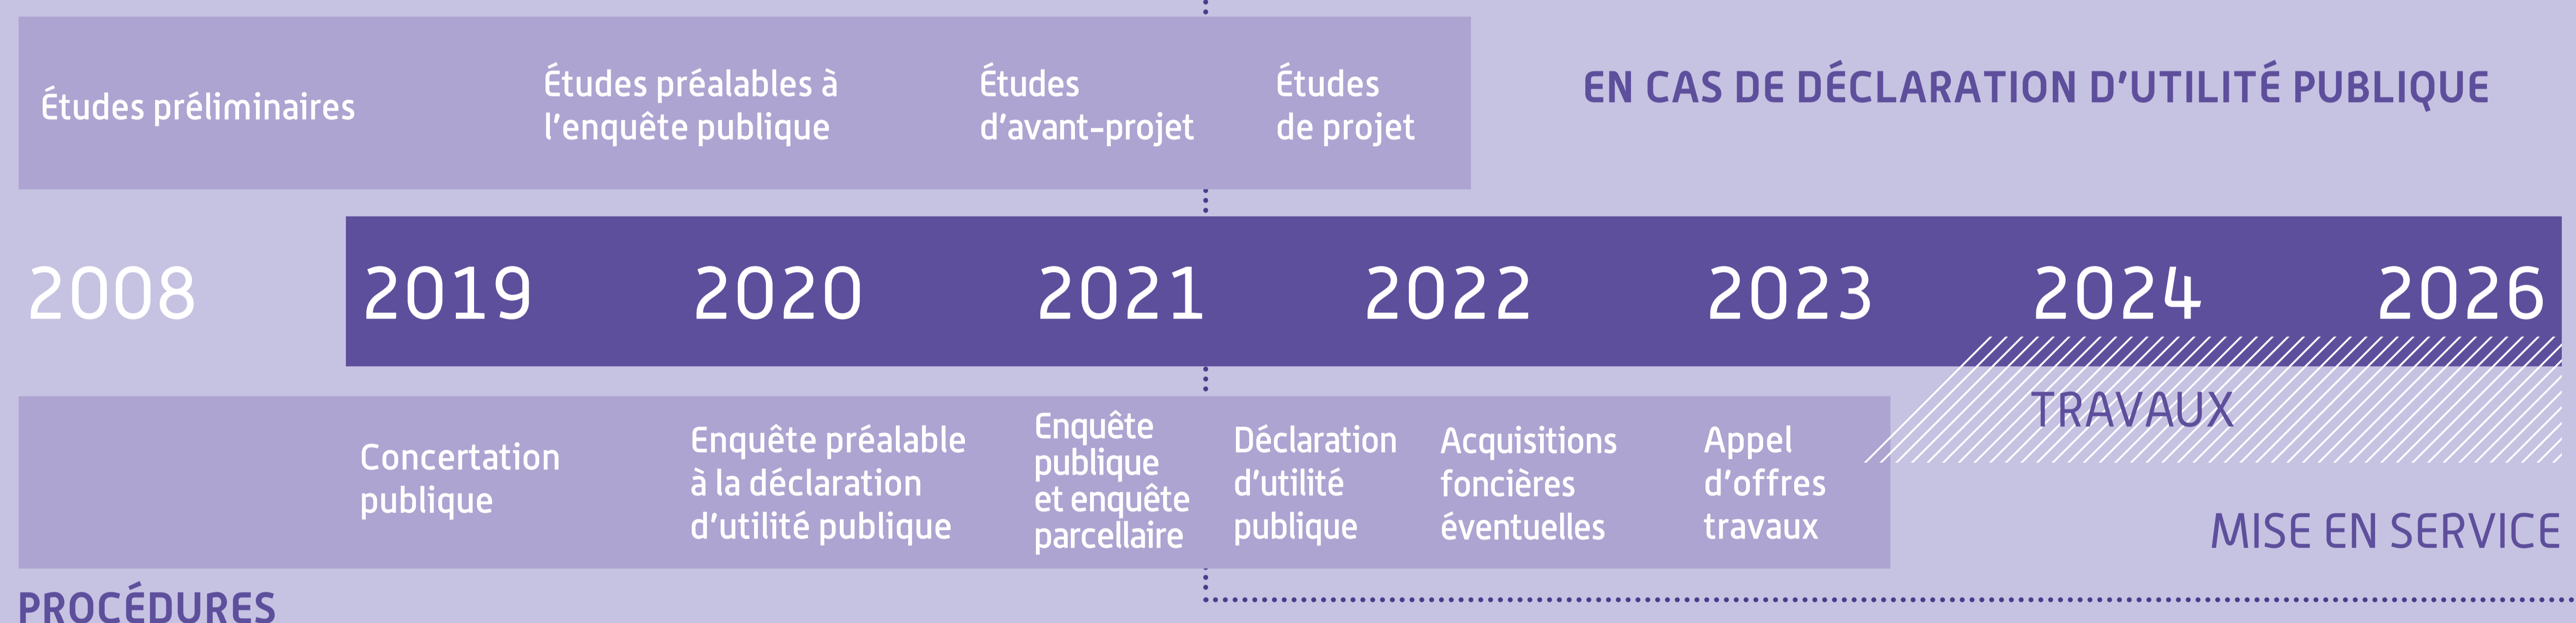 Études préliminaires
Études préalables à
l'enquête publique
Études
d'avant-projet
Études
de projet
EN CAS DE DÉCLARATION D'UTILITÉ PUBLIQUE
2008
2019
2020
2021
2022
2023
2024
2026
TRAVAUX
Concertation
publique
Enquête préalable
à la déclaration
d'utilité publique
Enquête
publique
et enquête
parcellaire
Déclaration
d'utilité
publique
Acquisitions
foncières
éventuelles
Appel
d'offres
travaux
MISE EN SERVICE
PROCÉDURES